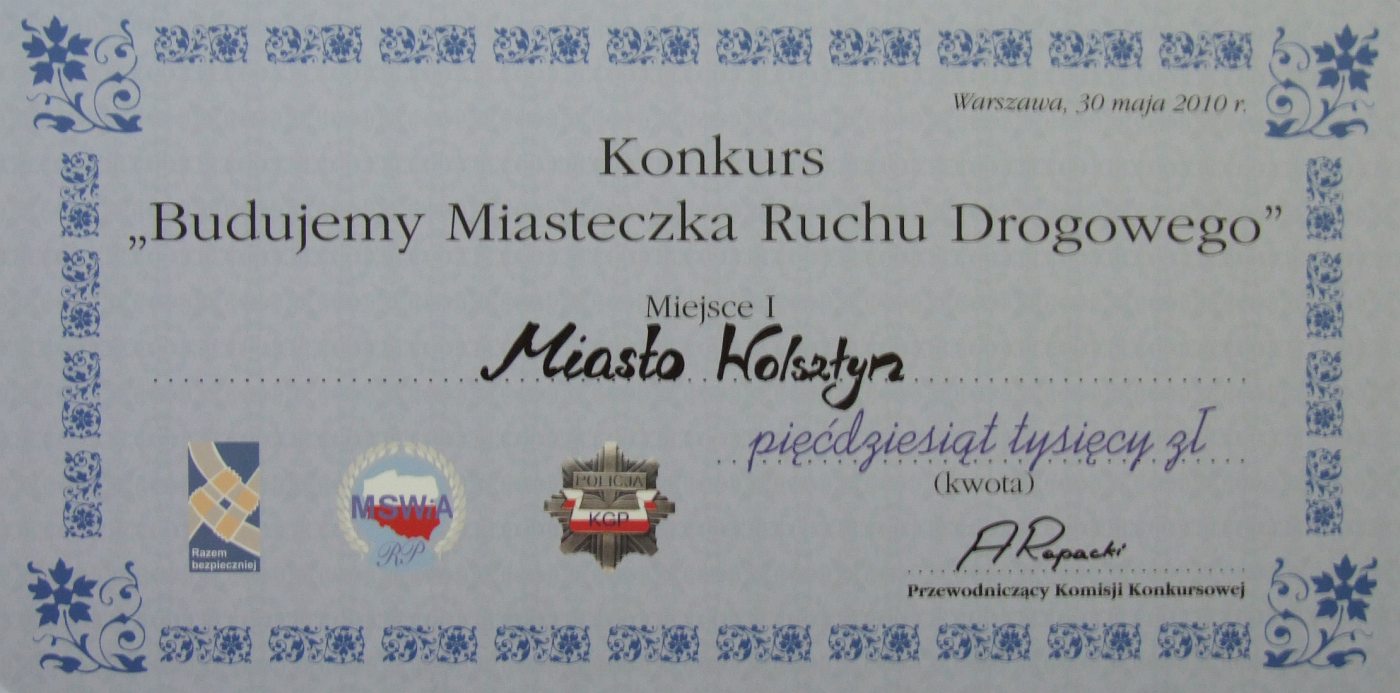 Warszawa, 30 maja 2010 r.
Konkurs
„Budujemy Miasteczka Ruchu Drogowego”
Miejsce I
Miasto Wolsztyn
pięćdziesiąt tysięcy zł
(kwota)
Razem
bezpieczniej
MSWiA
RP
POLICJA
KGP
A Rapacki
Przewodniczący Komisji Konkursowej